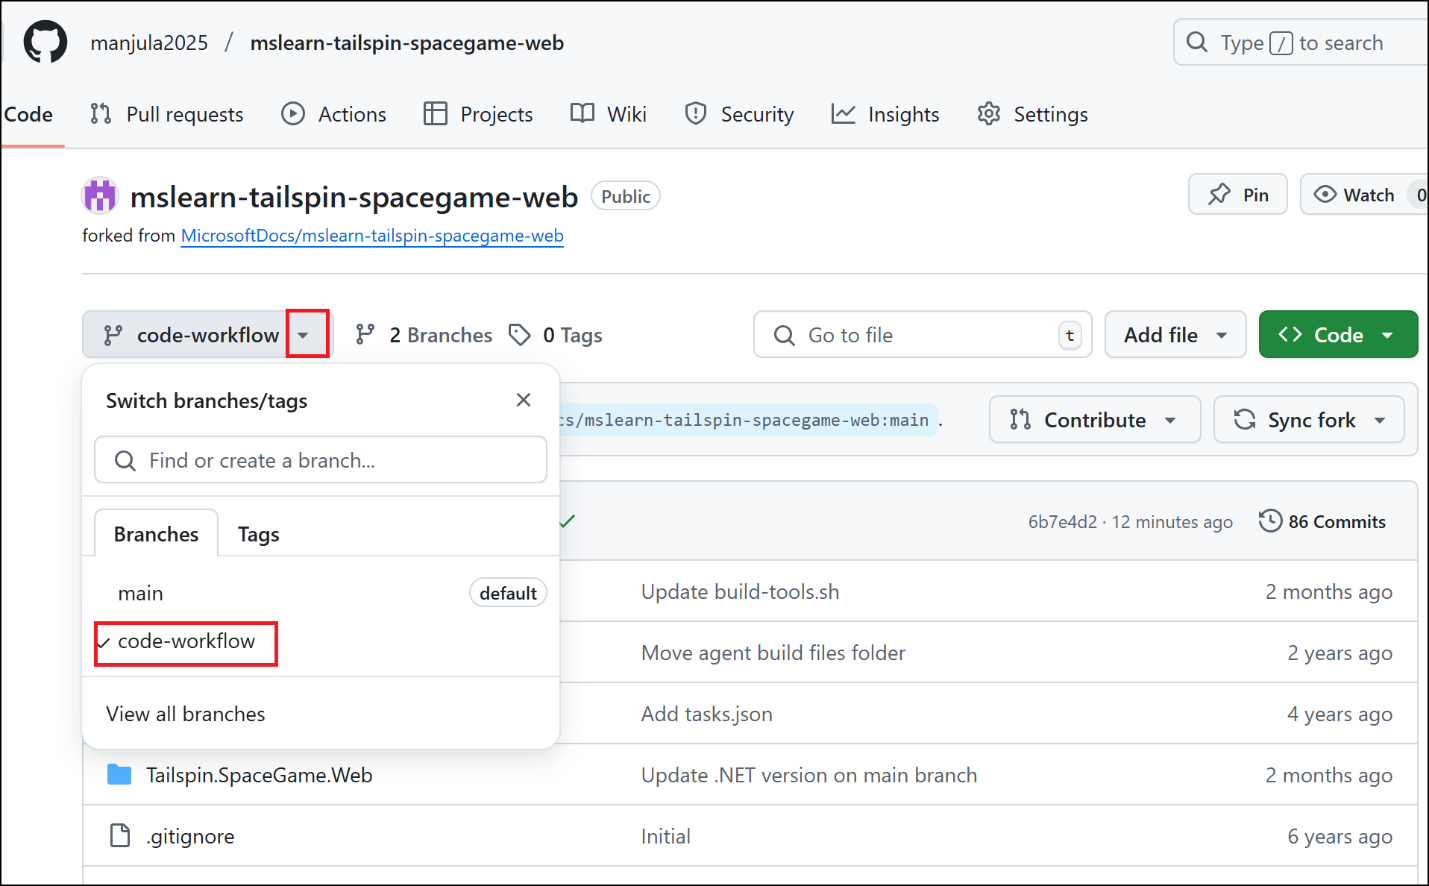 manjula2025 / mslearn-tailspin-spacegame-web
Type / to search
Code Pull requests Actions Projects Wiki Security Insights Settings
mslearn-tailspin-spacegame-web Public
Pin Watch 0
forked from MicrosoftDocs/mslearn-tailspin-spacegame-web
code-workflow 2 Branches 0 Tags Go to file t Add file Code
Switch branches/tags
cs/mslearn-tailspin-spacegame-web:main . Contribute Sync fork
Find or create a branch...
Branches Tags
6b7e4d2 · 12 minutes ago 86 Commits
main default
Update build-tools.sh 2 months ago
code-workflow
Move agent build files folder 2 years ago
View all branches
Add tasks.json 4 years ago
Tailspin.SpaceGame.Web Update .NET version on main branch 2 months ago
.gitignore Initial 6 years ago